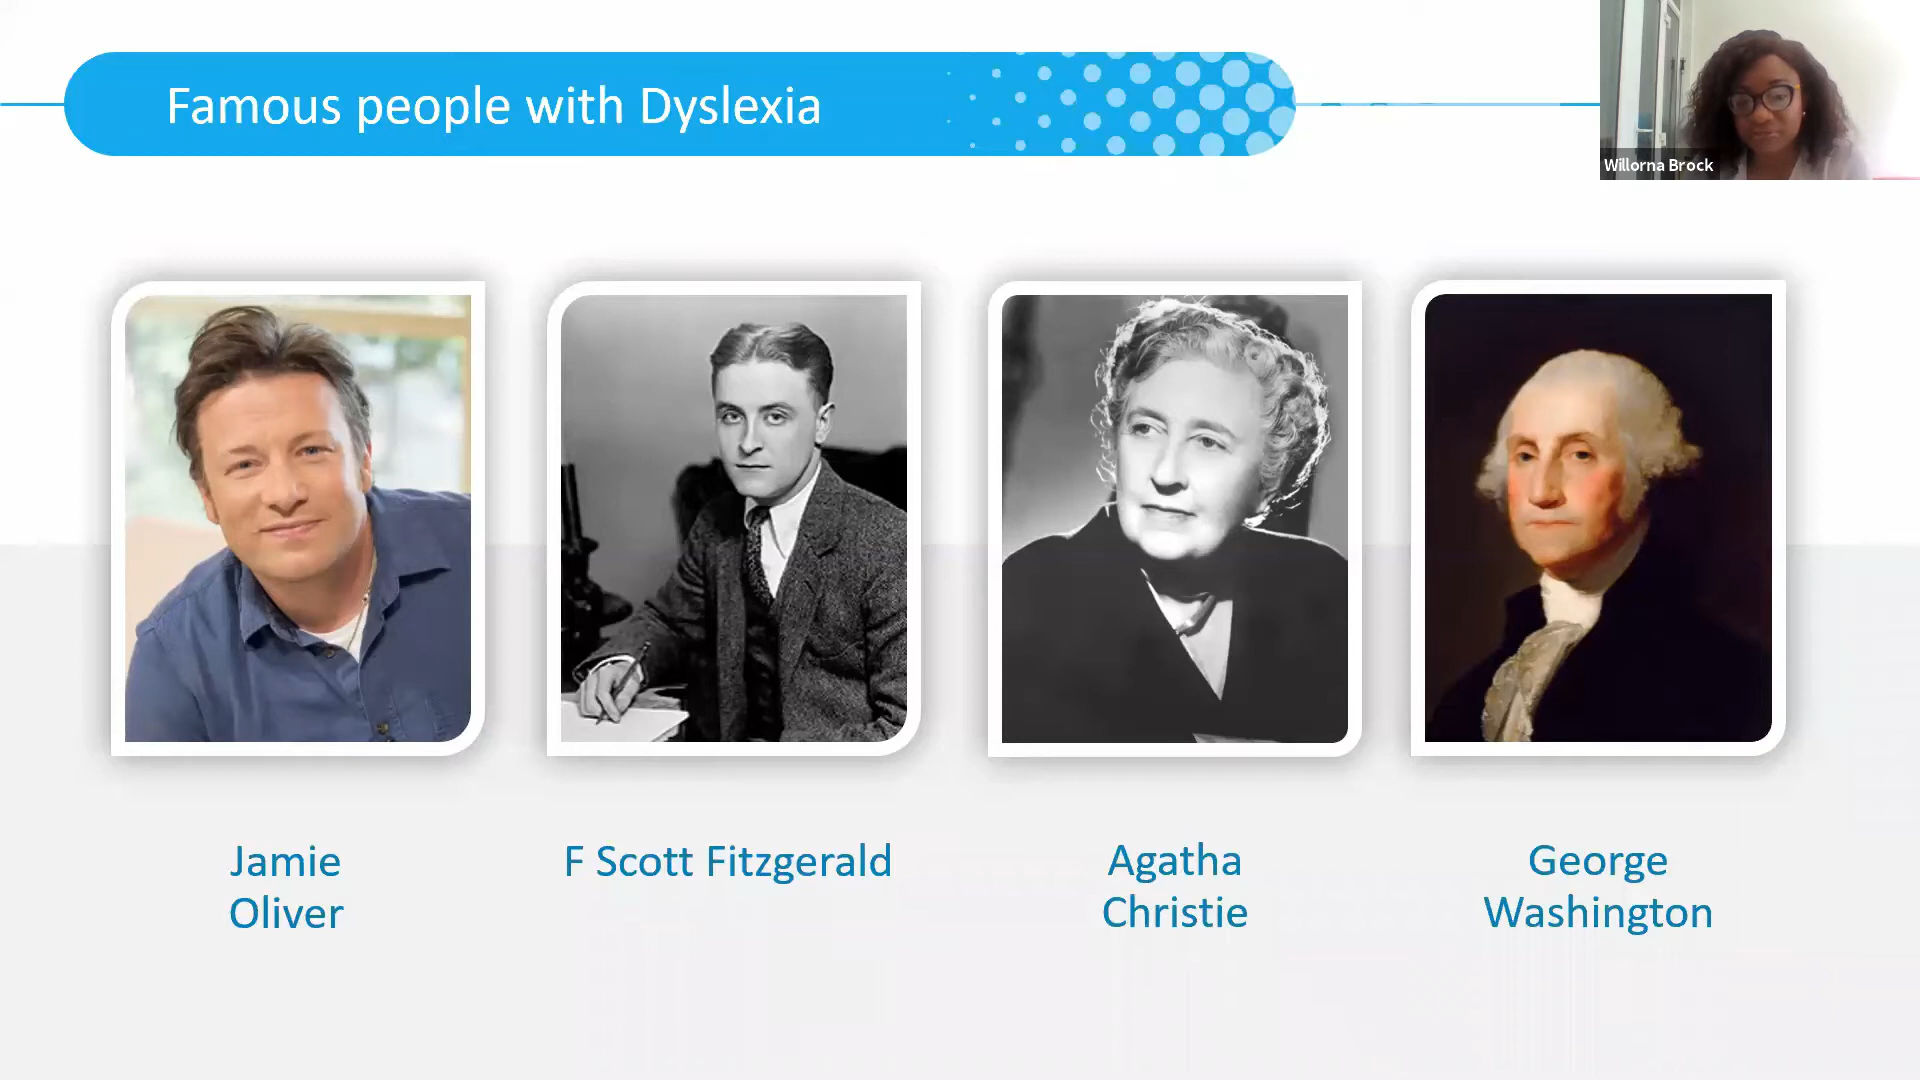 Famous people with Dyslexia
Willorna Brock
Jamie
Oliver
F Scott Fitzgerald
Agatha
Christie
George
Washington